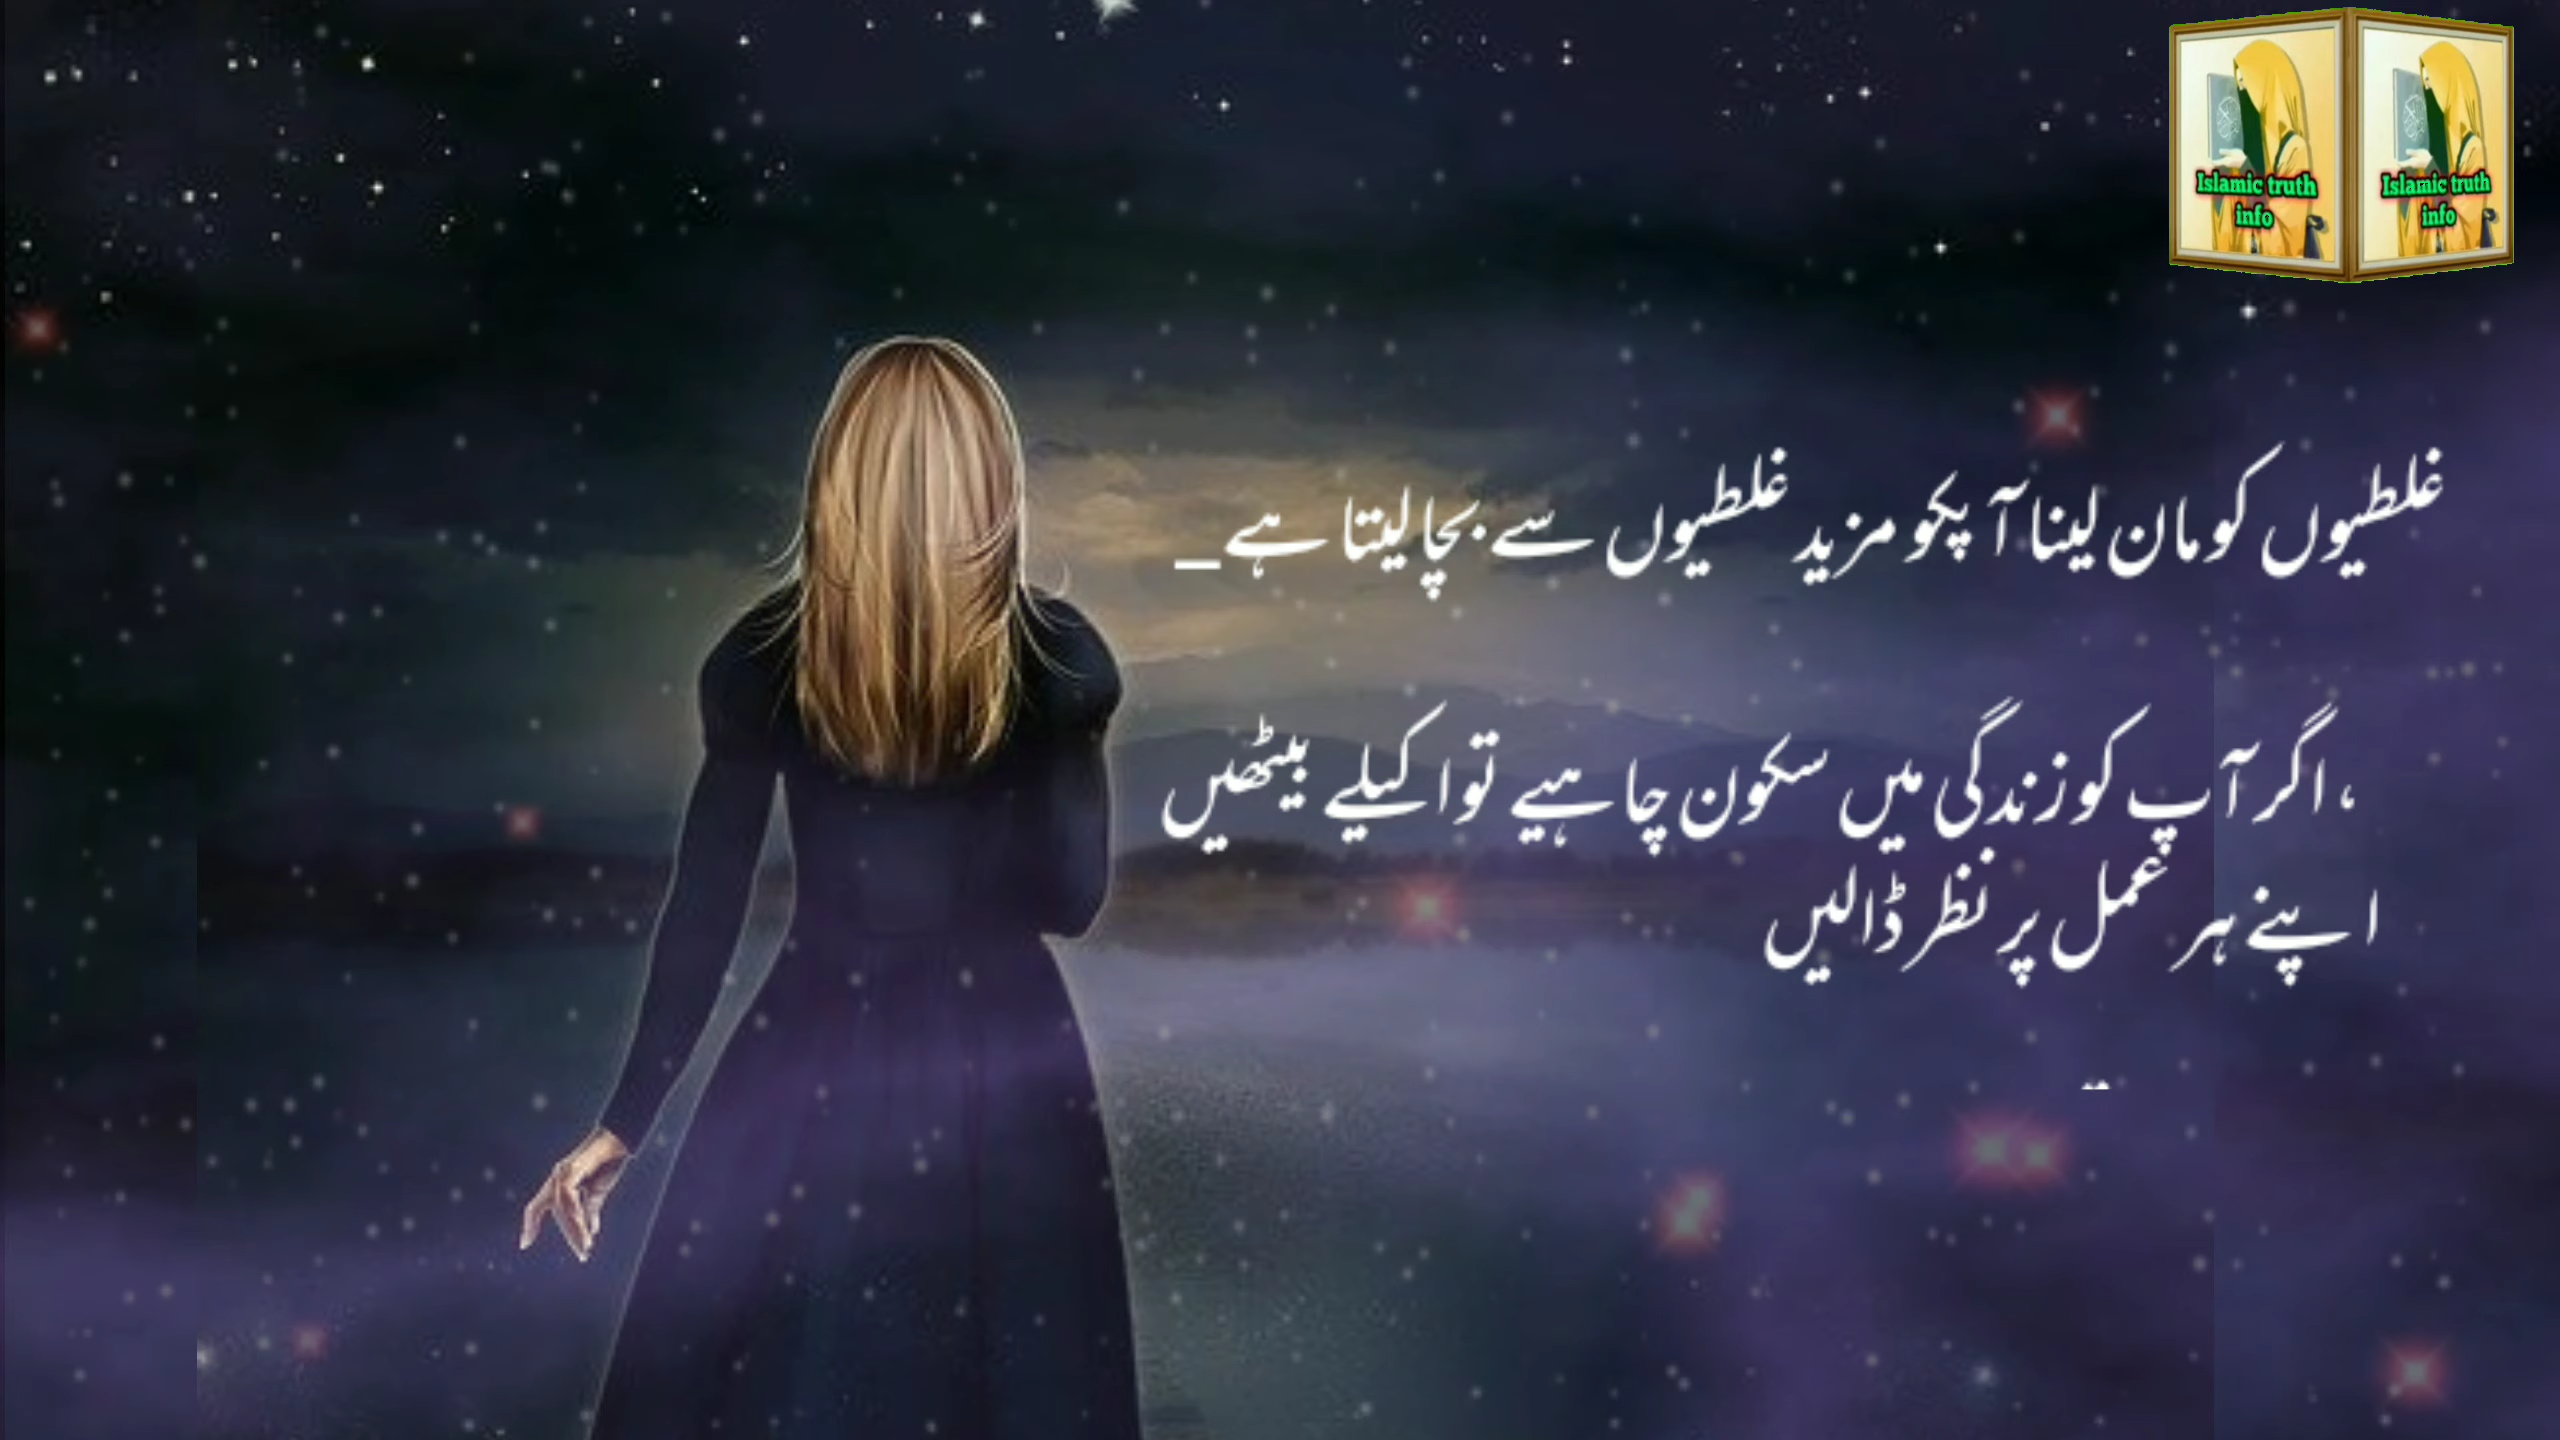 Islamic truth
info
Islamic truth
info
غلطیوں کو مان لینا آپکو مزید غلطیوں سے بچا لیتا ہے_
،اگر آپ کو زندگی میں سکون چاہیے تو اکیلے بیٹھیں
اپنے ہر عمل پر نظر ڈالیں